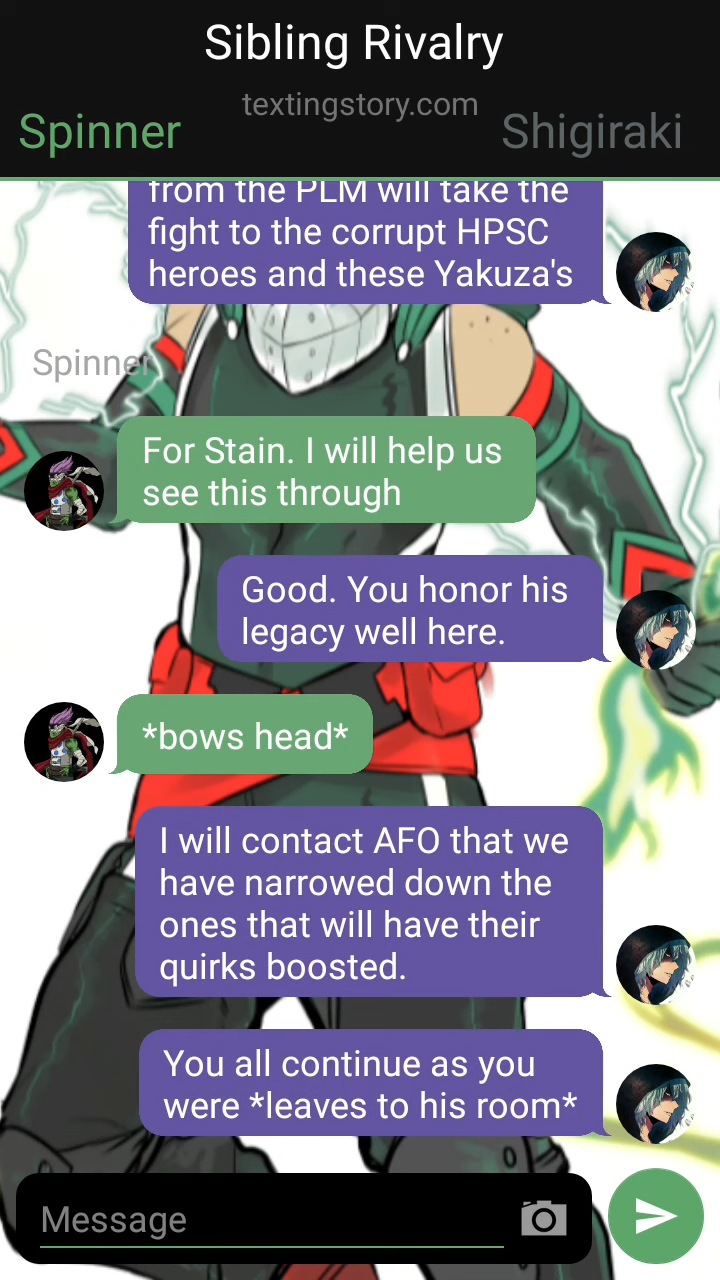 Sibling Rivalry
textingstory.com
Spinner
Shigiraki
from the PLM will take the
fight to the corrupt HPSC
heroes and these Yakuza's
Spinner
For Stain. I will help us
see this through
Good. You honor his
legacy well here.
*bows head*
I will contact AFO that we
have narrowed down the
ones that will have their
quirks boosted.
You all continue as you
were *leaves to his room*
Message